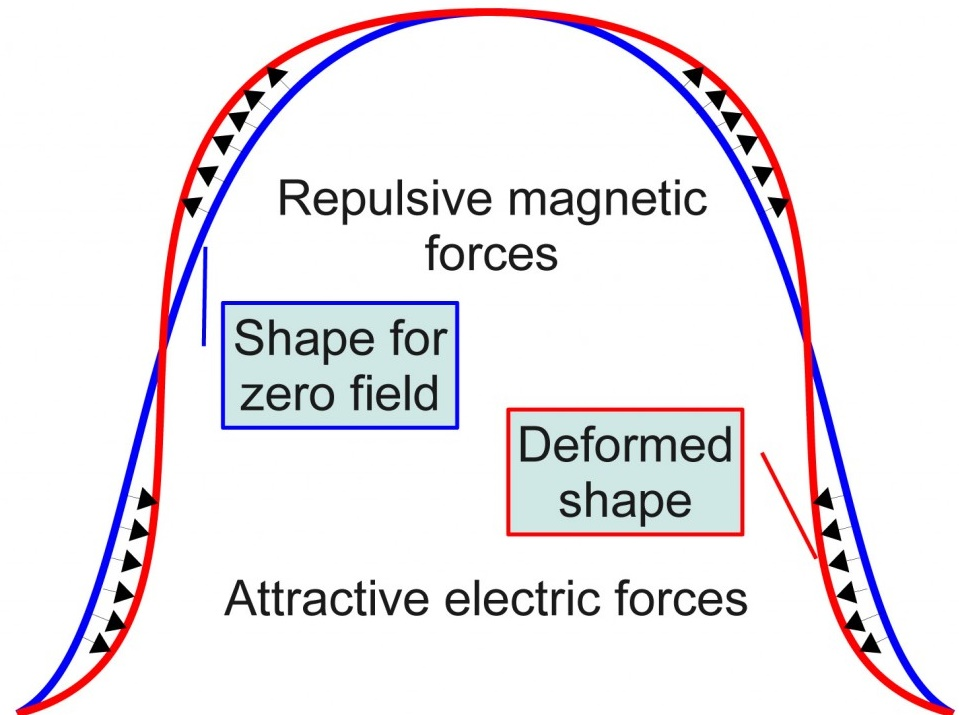 Repulsive magnetic
forces
Shape for
zero field
Deformed
shape
Attractive electric forces